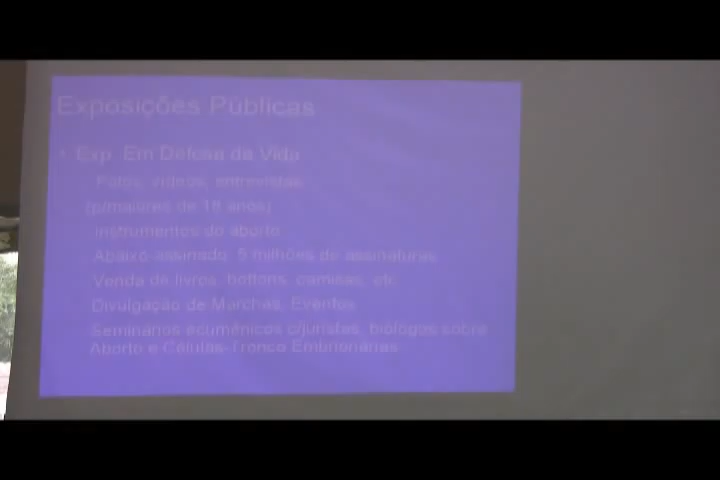 Exposições Públicas
• Exp. Em Defesa da Vida
Fotos, vídeos, entrevistas
(p/maiores de 18 anos)
Instrumentos do aborto
Abaixo-assinado: 5 milhões de assinaturas
Venda de livros, bottons, camisas, etc.
Divulgação de Marchas, Eventos
Seminários ecumênicos c/juristas, biólogos sobre
Aborto e Células-Tronco Embrionárias